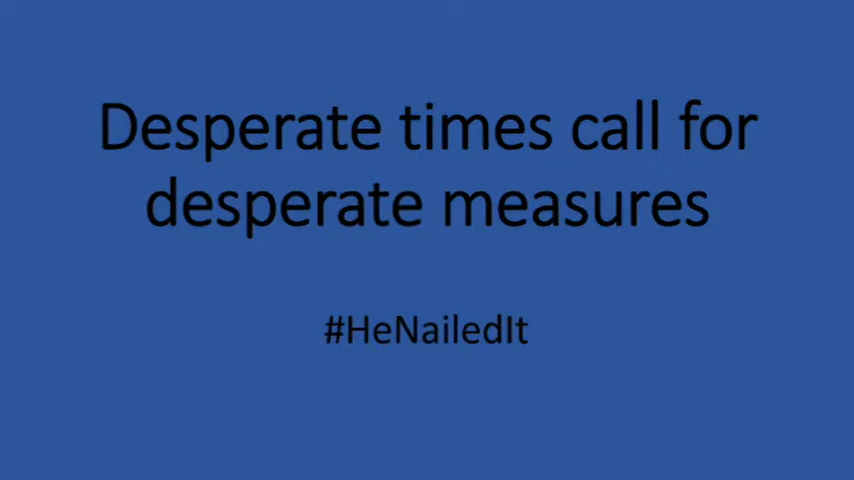 Desperate times call for
desperate measures
#HeNailedIt